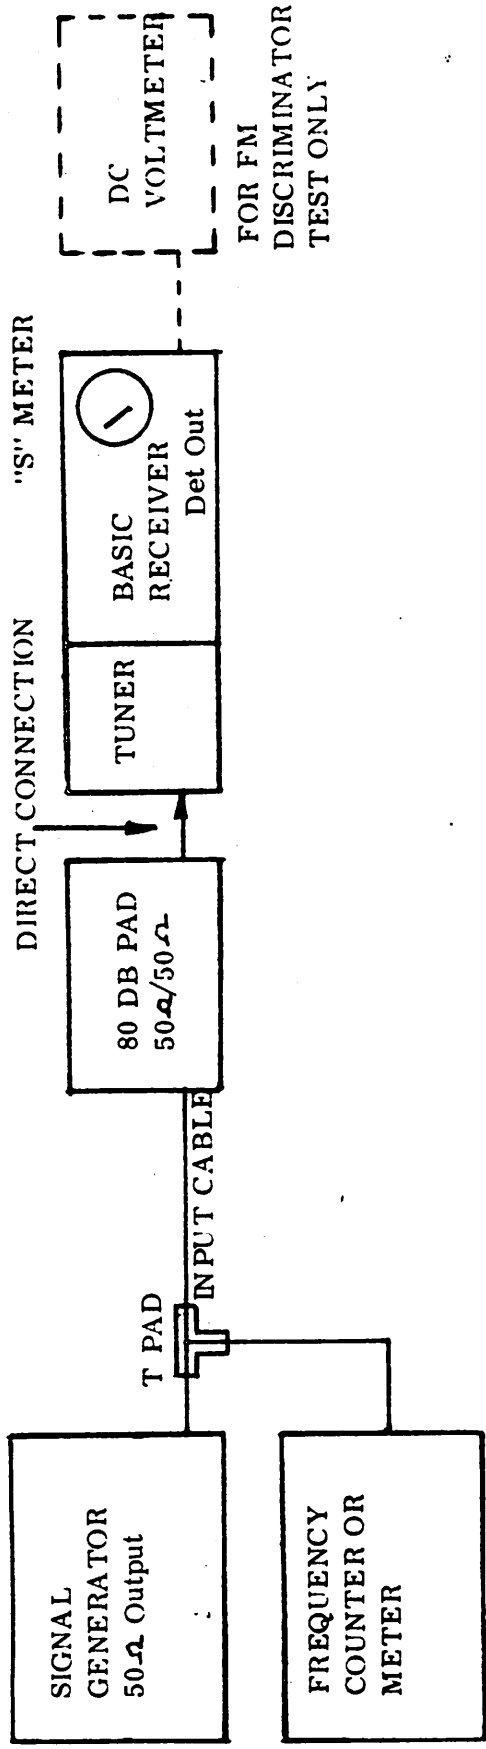 SIGNAL
GENERATOR
50Ω Output
FREQUENCY
COUNTER OR
METER
T PAD
INPUT CABLE
80 DB PAD
50Ω/50Ω
DIRECT CONNECTION
TUNER
BASIC
RECEIVER
Det Out
"S" METER
DC
VOLTMETER
FOR FM
DISCRIMINATOR
TEST ONLY